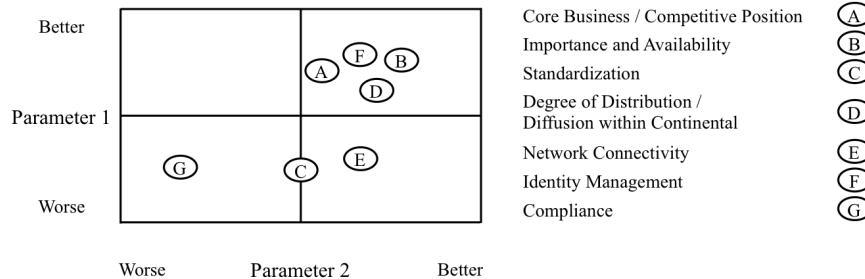 Better
Parameter 1
Worse
Worse
Parameter 2
Better
A
F
B
D
G
C
E
Core Business / Competitive Position A
Importance and Availability B
Standardization C
Degree of Distribution /
Diffusion within Continental D
Network Connectivity E
Identity Management F
Compliance G